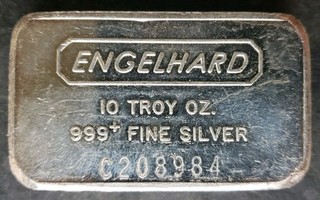 ENGELHARD
10 TROY OZ.
999+ FINE SILVER
C208984